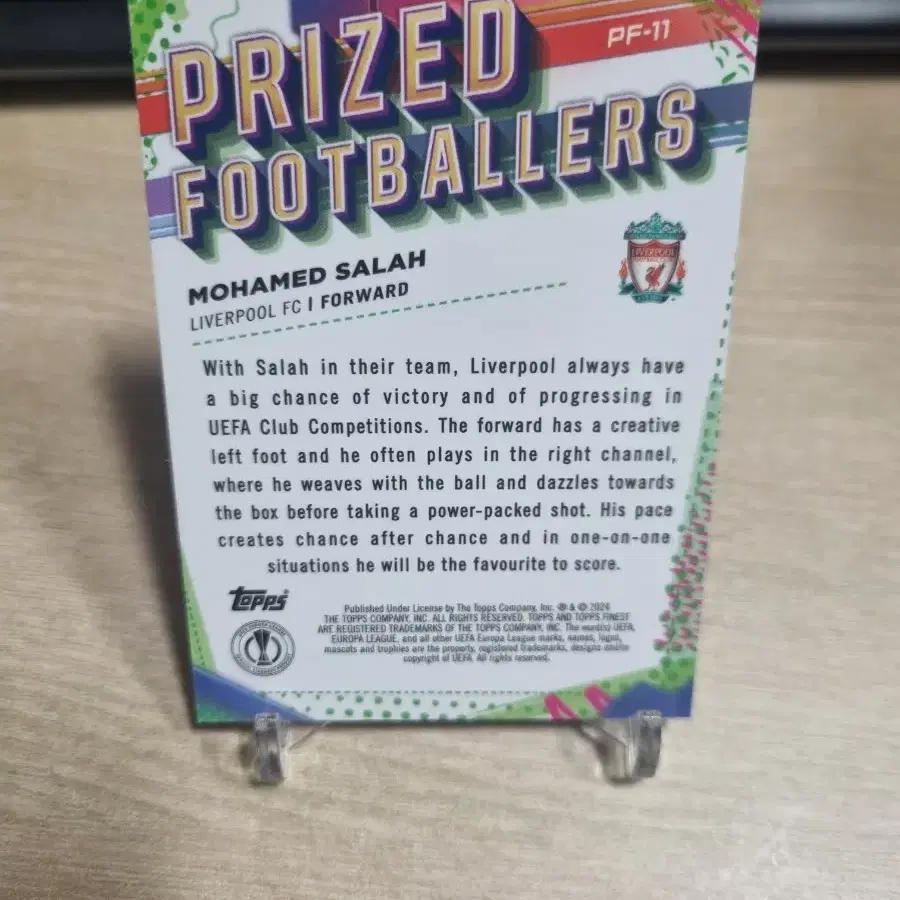 PRIZED
PF-11
FOOTBALLERS
MOHAMED SALAH
LIVERPOOL FC | FORWARD
With Salah in their team, Liverpool always have
a big chance of victory and of progressing in
UEFA Club Competitions. The forward has a creative
left foot and he often plays in the right channel,
where he weaves with the ball and dazzles towards
the box before taking a power-packed shot. His pace
creates chance after chance and in one-on-one
situations he will be the favourite to score.
topps
Published Under License by The Topps Company, Inc. ® & © 2024
THE TOPPS COMPANY, INC. ALL RIGHTS RESERVED. TOPPS AND TOPPS FINEST
ARE REGISTERED TRADEMARKS OF THE TOPPS COMPANY, INC. The word(s) UEFA,
EUROPA LEAGUE, and all other UEFA Europa League marks, names, logos,
mascots and trophies are the property, registered trademarks, designs and/or
copyright of UEFA. All rights reserved.